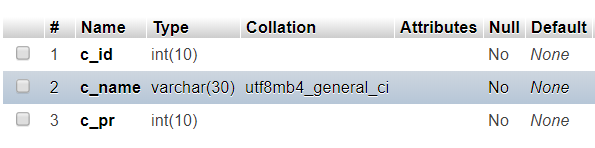 # Name Type Collation Attributes Null Default
1 c_id int(10) No None
2 c_name varchar(30) utf8mb4_general_ci No None
3 c_pr int(10) No None